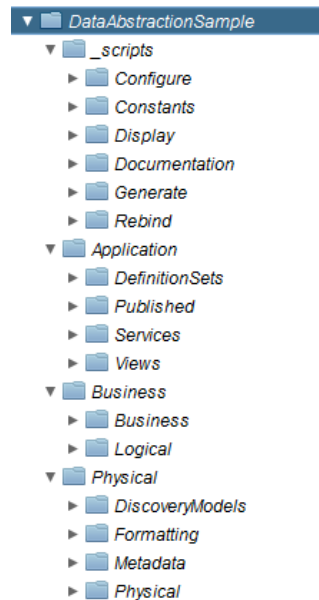 DataAbstractionSample
_scripts
Configure
Constants
Display
Documentation
Generate
Rebind
Application
DefinitionSets
Published
Services
Views
Business
Business
Logical
Physical
DiscoveryModels
Formatting
Metadata
Physical